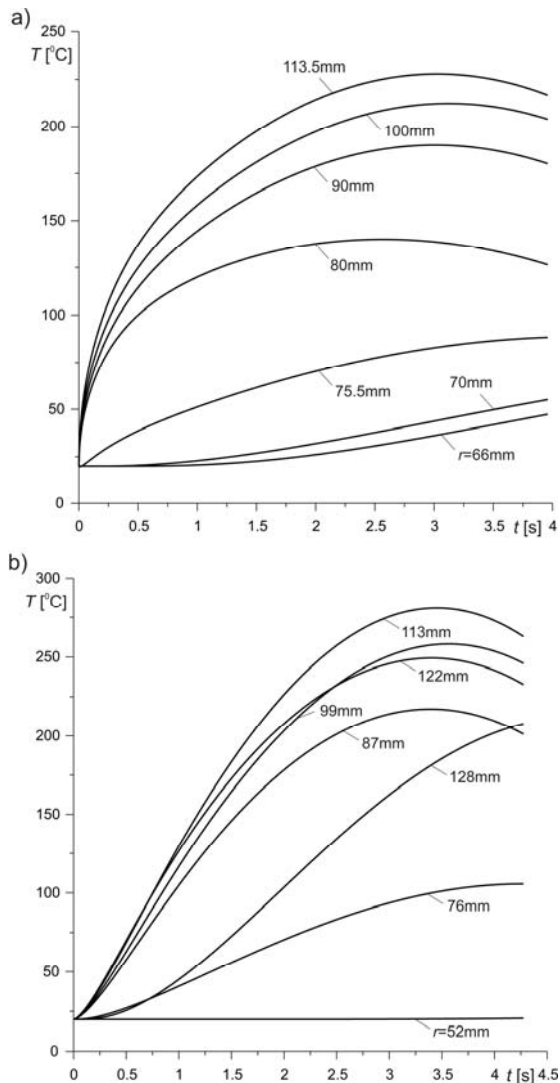 a)
250
T [°C]
113.5mm
200
100mm
90mm
150
80mm
100
75.5mm
70mm
50
r=66mm
0
0 0.5 1 1.5 2 2.5 3 3.5 t [s] 4
b)
300
T [°C]
113mm
250
122mm
99mm
200
87mm
128mm
150
100
76mm
50
r=52mm
0
0 0.5 1 1.5 2 2.5 3 3.5 4 t [s] 4.5